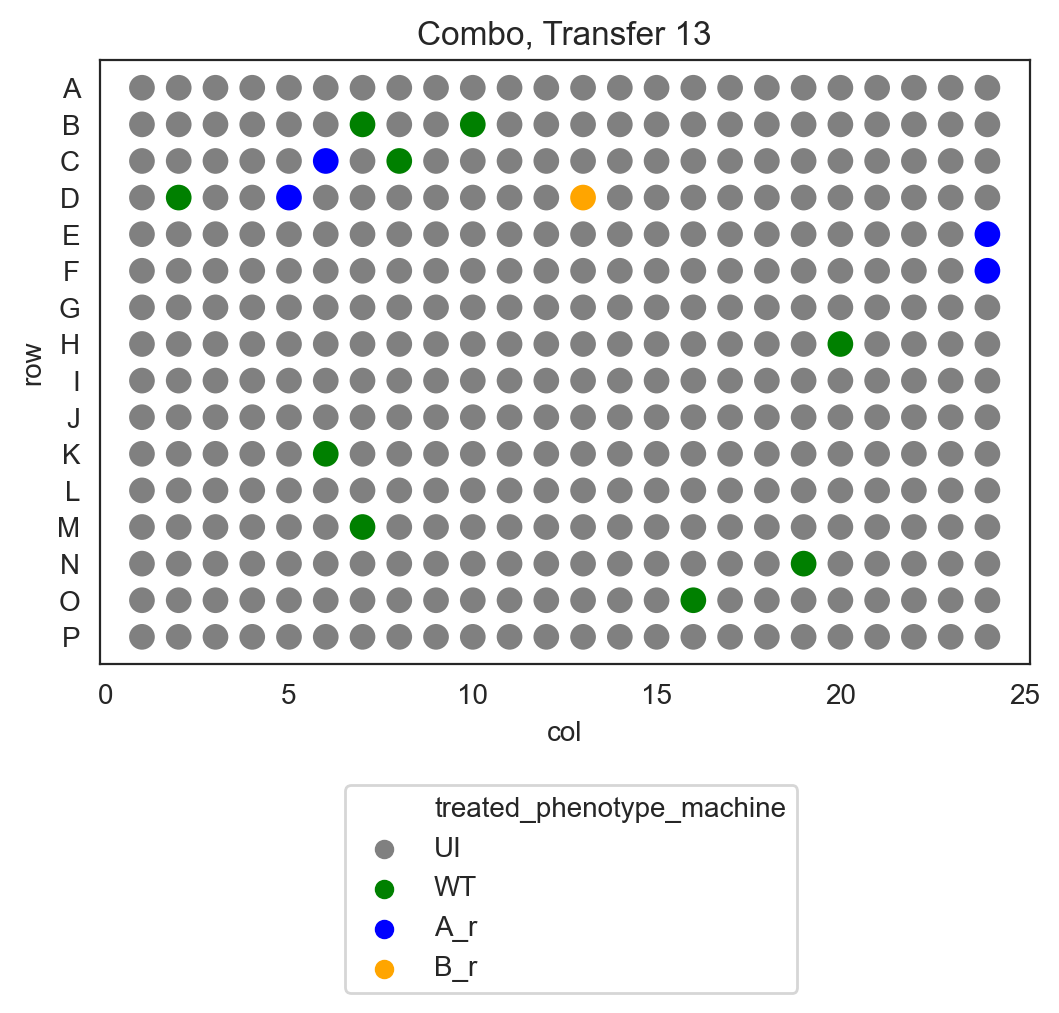 Combo, Transfer 13
A
B
C
D
E
F
G
H
I
J
K
L
M
N
O
P
row
0 5 10 15 20 25
col
treated_phenotype_machine
UI
WT
A_r
B_r